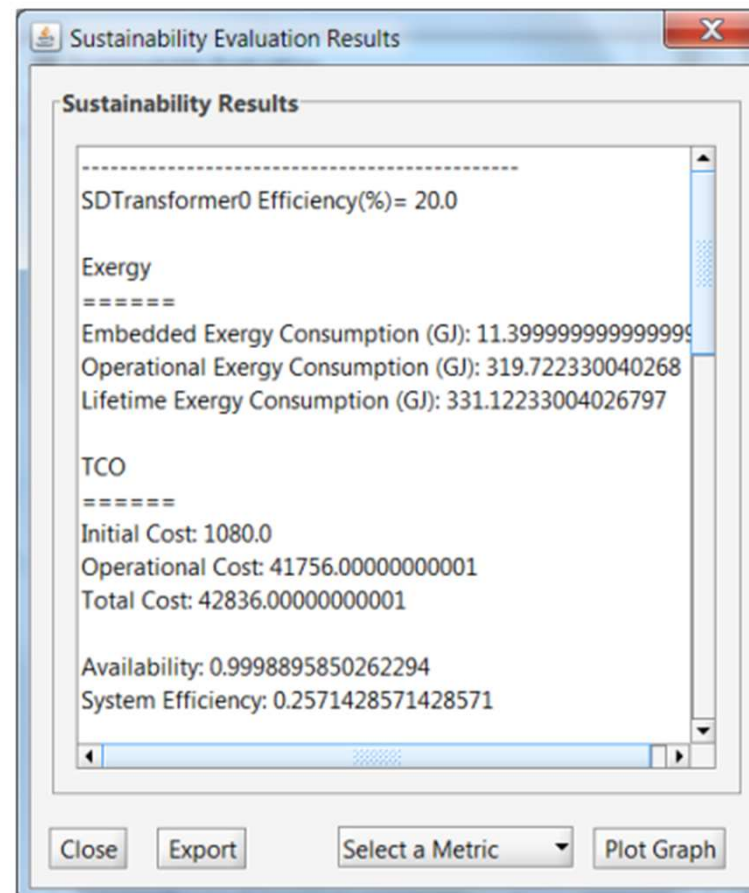 Sustainability Evaluation Results
Sustainability Results
----------------------------------------------
SDTransformer0 Efficiency(%)= 20.0
Exergy
======
Embedded Exergy Consumption (GJ): 11.399999999999999
Operational Exergy Consumption (GJ): 319.722330040268
Lifetime Exergy Consumption (GJ): 331.12233004026797
TCO
======
Initial Cost: 1080.0
Operational Cost: 41756.00000000001
Total Cost: 42836.00000000001
Availability: 0.9998895850262294
System Efficiency: 0.2571428571428571
Close Export Select a Metric Plot Graph